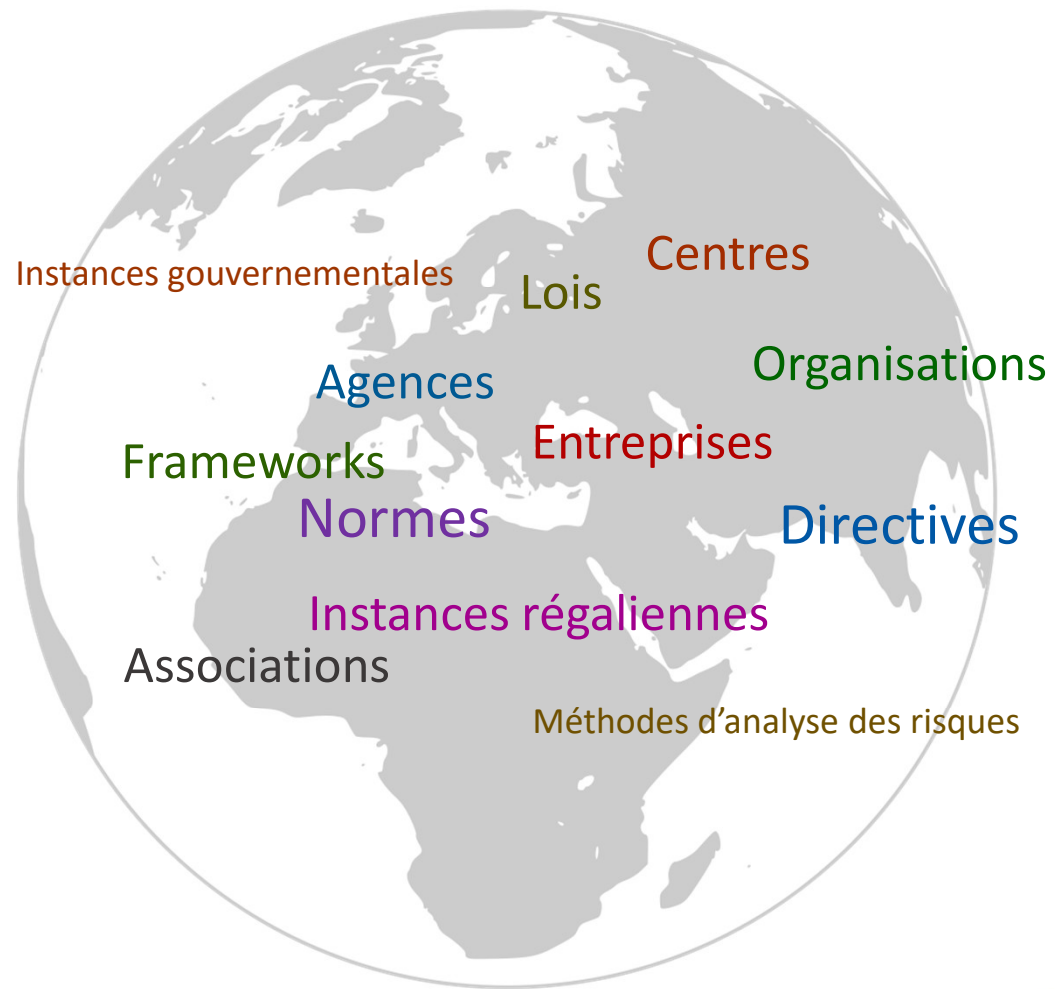 Centres
Instances gouvernementales
Lois
Organisations
Agences
Entreprises
Frameworks
Normes
Directives
Instances régaliennes
Associations
Méthodes d’analyse des risques